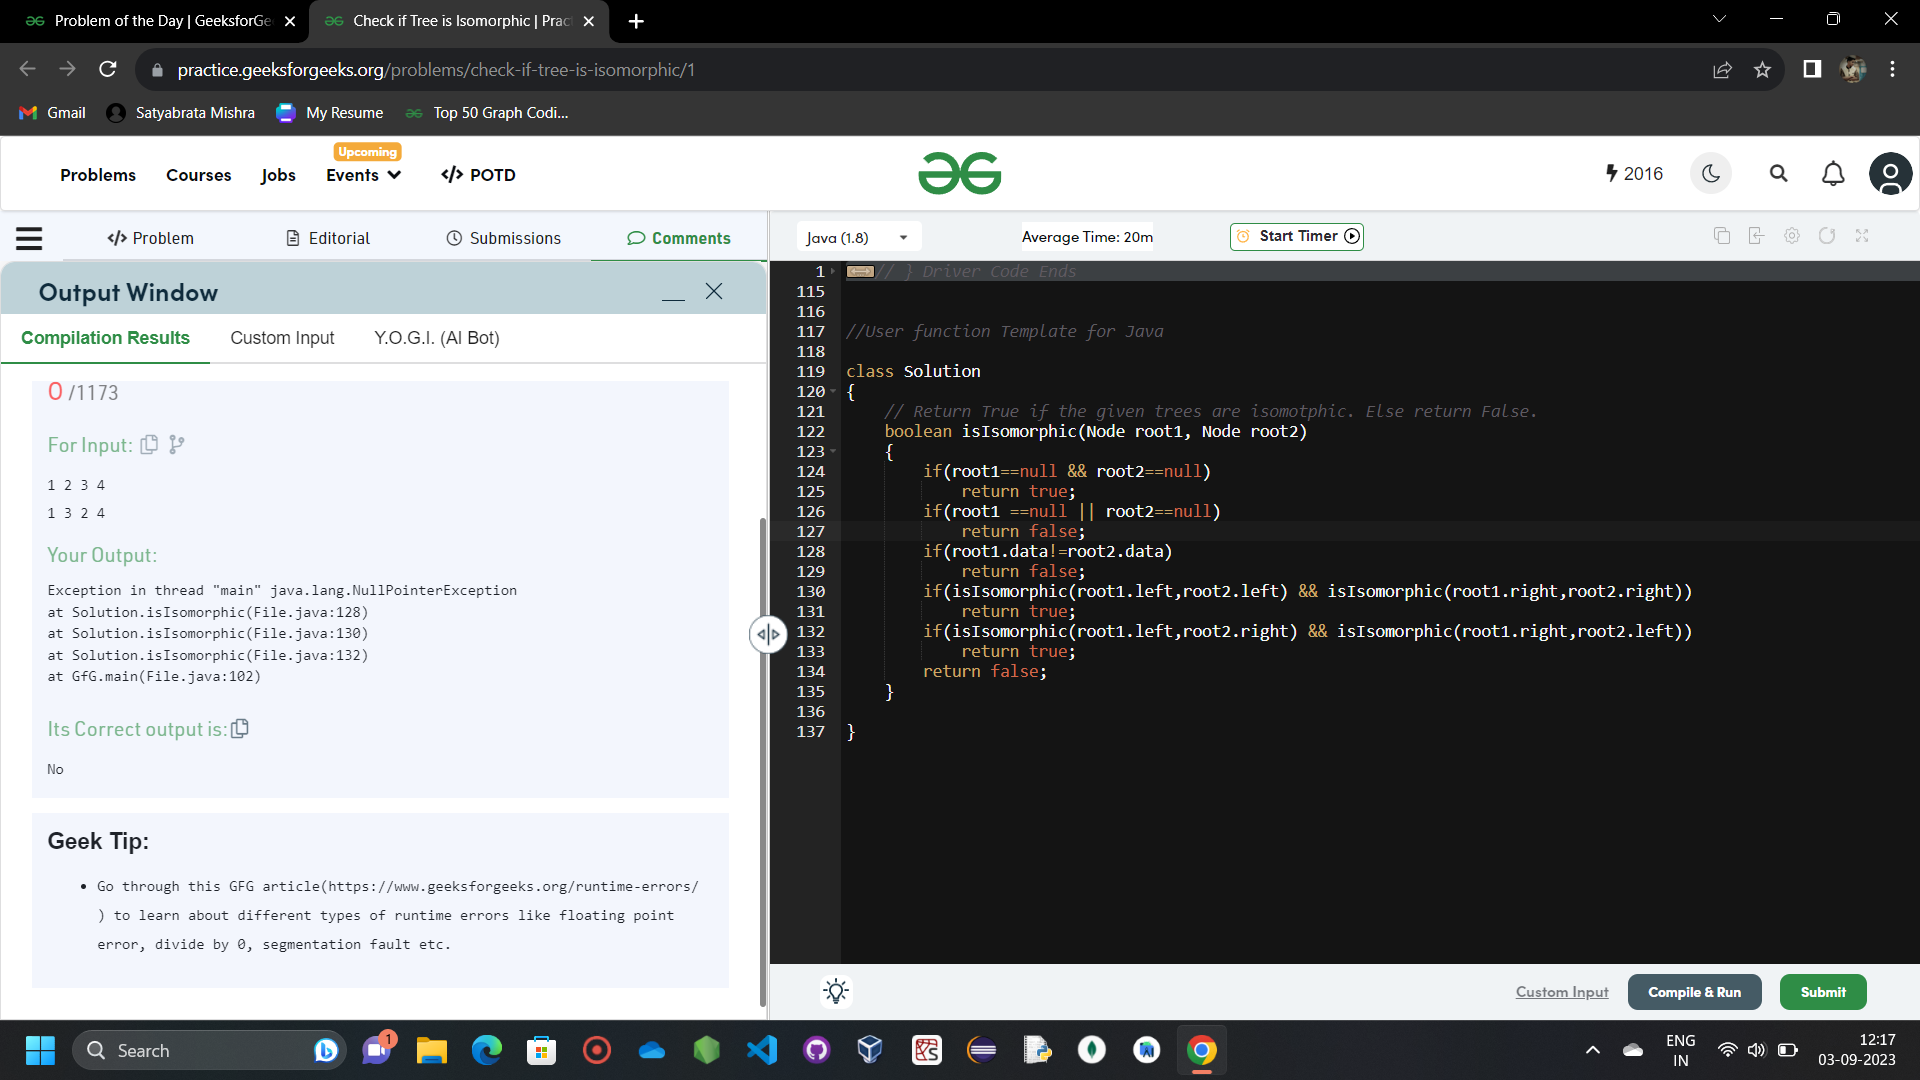 Problem of the Day | GeeksforGe
Check if Tree is Isomorphic | Prac
practice.geeksforgeeks.org/problems/check-if-tree-is-isomorphic/1
Gmail
Satyabrata Mishra
My Resume
Top 50 Graph Codi...
Problems
Courses
Jobs
Upcoming
Events
</> POTD
2016
</> Problem
Editorial
Submissions
Comments
Java (1.8)
Average Time: 20m
Start Timer
Output Window
Compilation Results
Custom Input
Y.O.G.I. (AI Bot)
0 /1173
For Input:
1 2 3 4
1 3 2 4
Your Output:
Exception in thread "main" java.lang.NullPointerException
at Solution.isIsomorphic(File.java:128)
at Solution.isIsomorphic(File.java:130)
at Solution.isIsomorphic(File.java:132)
at GfG.main(File.java:102)
Its Correct output is:
No
Geek Tip:
• Go through this GFG article(https://www.geeksforgeeks.org/runtime-errors/
) to learn about different types of runtime errors like floating point
error, divide by 0, segmentation fault etc.
1 // } Driver Code Ends
115
116
117 //User function Template for Java
118
119 class Solution
120 {
121 // Return True if the given trees are isomotphic. Else return False.
122 boolean isIsomorphic(Node root1, Node root2)
123 {
124 if(root1==null && root2==null)
125 return true;
126 if(root1 ==null || root2==null)
127 return false;
128 if(root1.data!=root2.data)
129 return false;
130 if(isIsomorphic(root1.left,root2.left) && isIsomorphic(root1.right,root2.right))
131 return true;
132 if(isIsomorphic(root1.left,root2.right) && isIsomorphic(root1.right,root2.left))
133 return true;
134 return false;
135 }
136
137 }
Custom Input
Compile & Run
Submit
Search
1
ENG
IN
12:17
03-09-2023